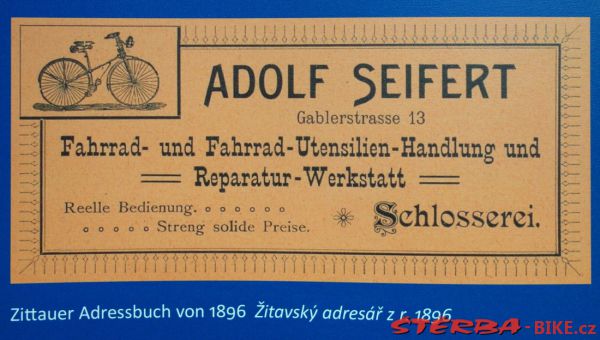 ADOLF SEIFERT
Gablerstrasse 13
Fahrrad- und Fahrrad-Utensilien-Handlung und
Reparatur-Werkstatt
Reelle Bedienung.
Streng solide Preise.
Schlosserei.
Zittauer Adressbuch von 1896 Žitavský adresář z r. 1896
STERBA-BIKE.cz